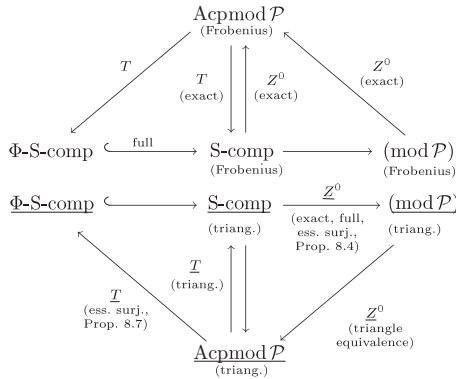 Acpmod 𝒫
(Frobenius)
T
T
(exact)
Z⁰
(exact)
Z⁰
(exact)
Φ-S-comp
full
S-comp
(Frobenius)
(mod 𝒫)
(Frobenius)
Φ-S-comp
S-comp
(triang.)
Z⁰
(exact, full,
ess. surj.,
Prop. 8.4)
(mod 𝒫)
(triang.)
T
(ess. surj.,
Prop. 8.7)
T
(triang.)
Z⁰
(triangle
equivalence)
Acpmod 𝒫
(triang.)